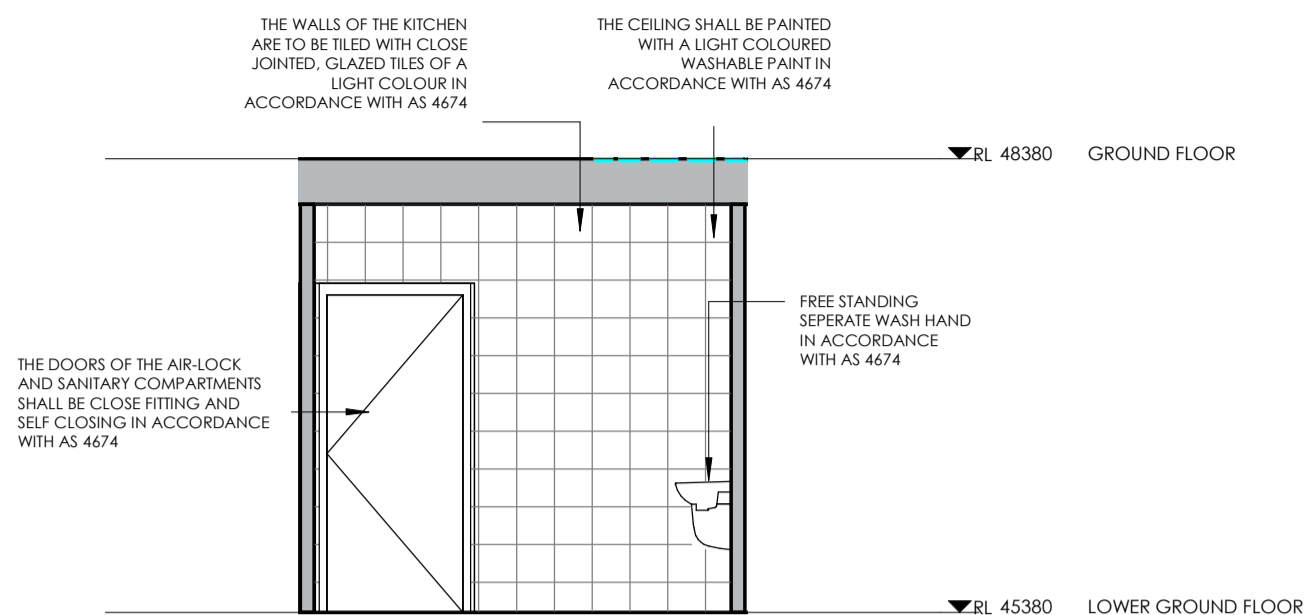 THE WALLS OF THE KITCHEN
ARE TO BE TILED WITH CLOSE
JOINTED, GLAZED TILES OF A
LIGHT COLOUR IN
ACCORDANCE WITH AS 4674
THE CEILING SHALL BE PAINTED
WITH A LIGHT COLOURED
WASHABLE PAINT IN
ACCORDANCE WITH AS 4674
RL 48380 GROUND FLOOR
FREE STANDING
SEPERATE WASH HAND
IN ACCORDANCE
WITH AS 4674
THE DOORS OF THE AIR-LOCK
AND SANITARY COMPARTMENTS
SHALL BE CLOSE FITTING AND
SELF CLOSING IN ACCORDANCE
WITH AS 4674
RL 45380 LOWER GROUND FLOOR